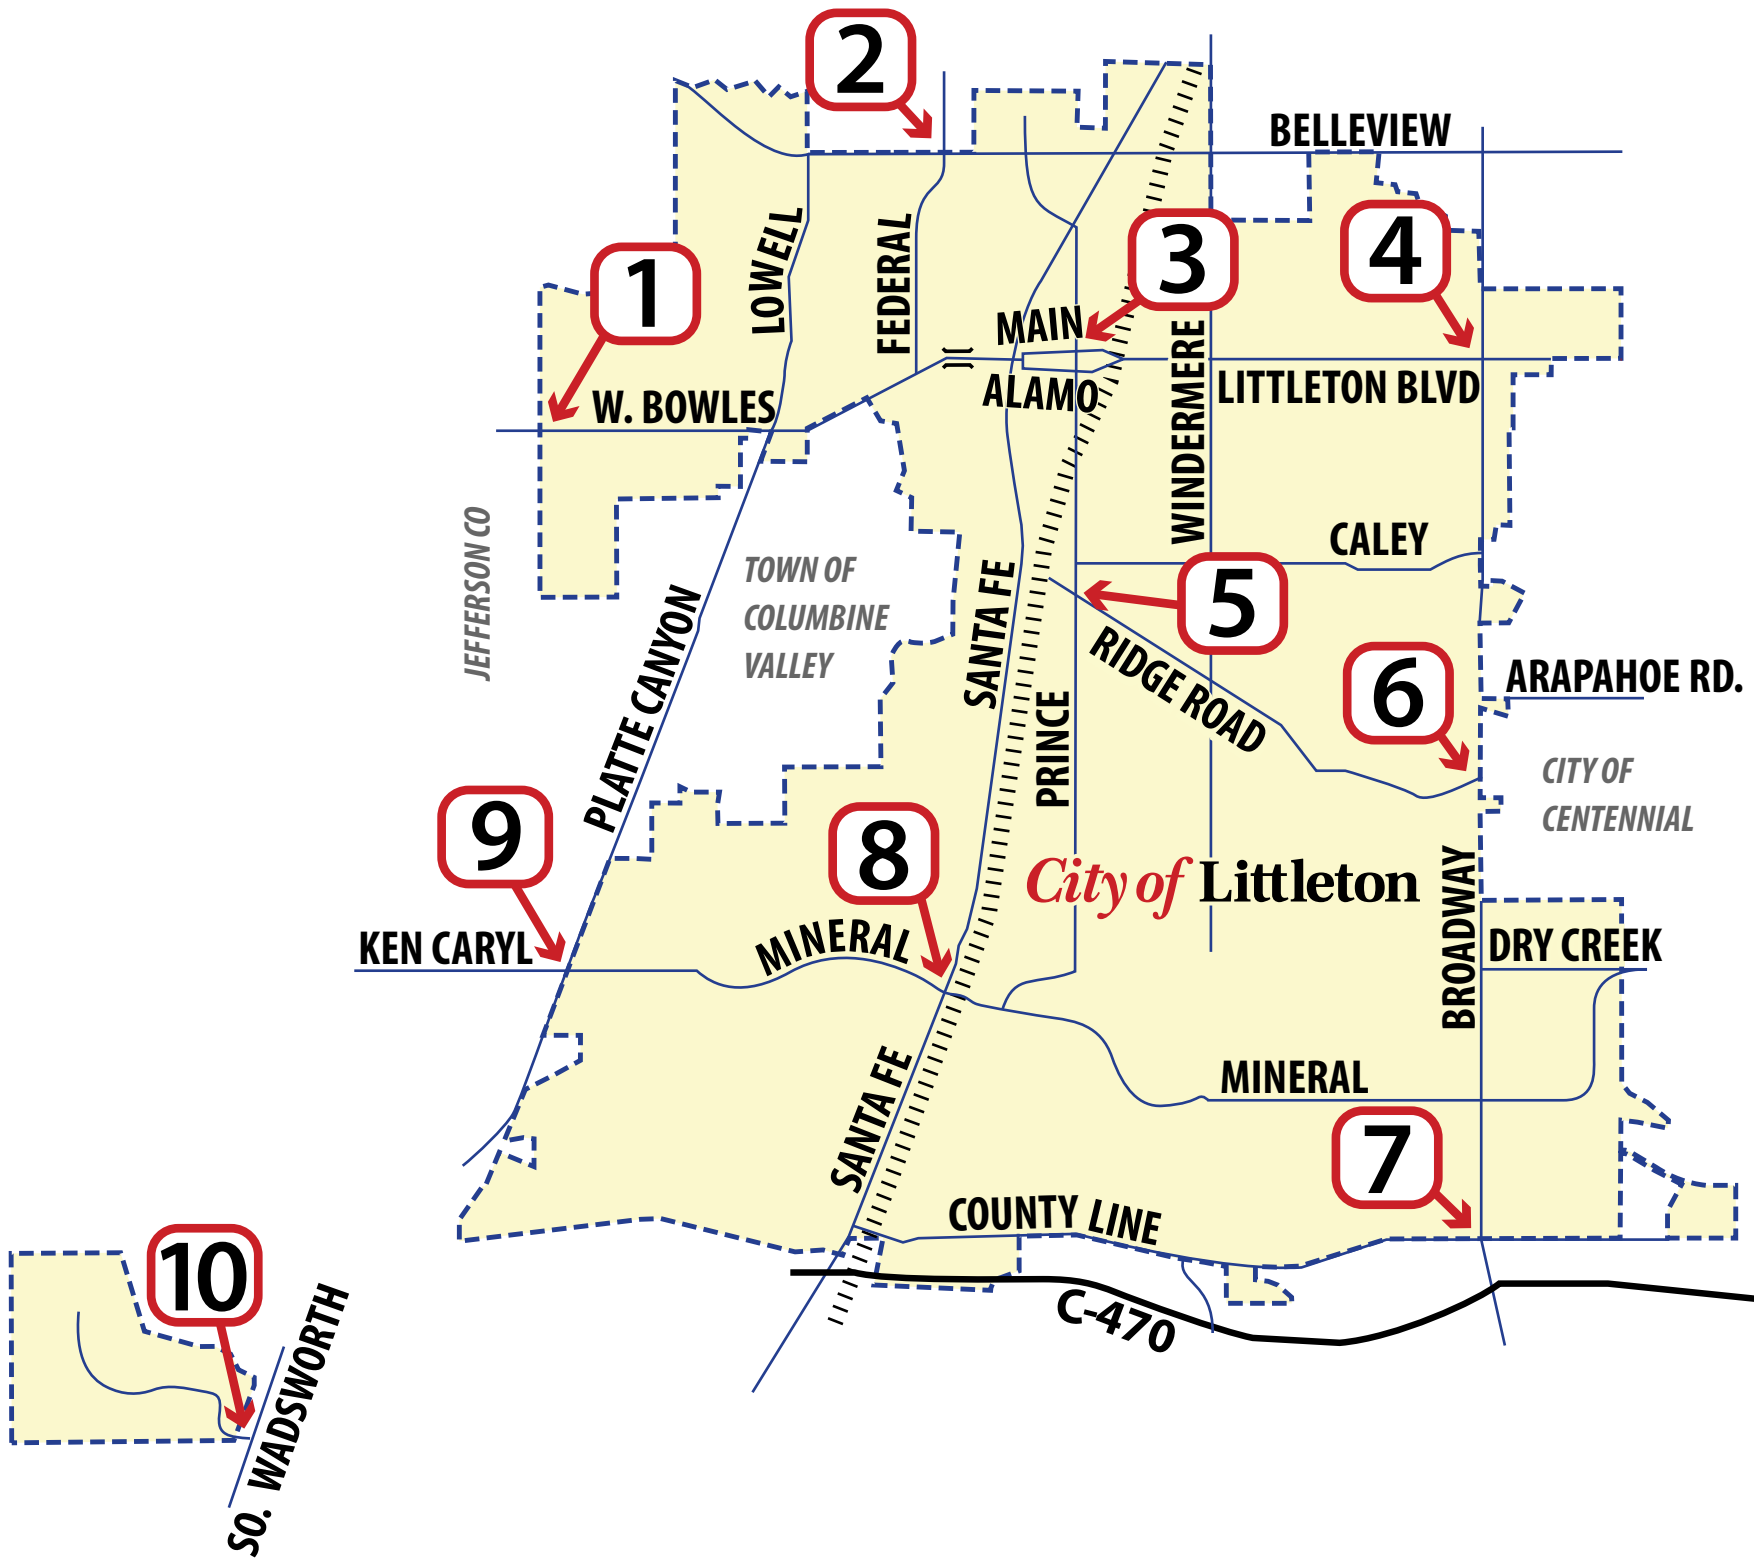 2
BELLEVIEW
4
3
1
LOWELL
FEDERAL
MAIN
WINDERMERE
ALAMO
LITTLETON BLVD
W. BOWLES
JEFFERSON CO
TOWN OF
COLUMBINE
VALLEY
CALEY
SANTA FE
5
PLATTE CANYON
RIDGE ROAD
6
ARAPAHOE RD.
PRINCE
CITY OF
CENTENNIAL
9
8
City of Littleton
BROADWAY
KEN CARYL
MINERAL
DRY CREEK
SANTA FE
MINERAL
7
COUNTY LINE
10
C-470
SO. WADSWORTH